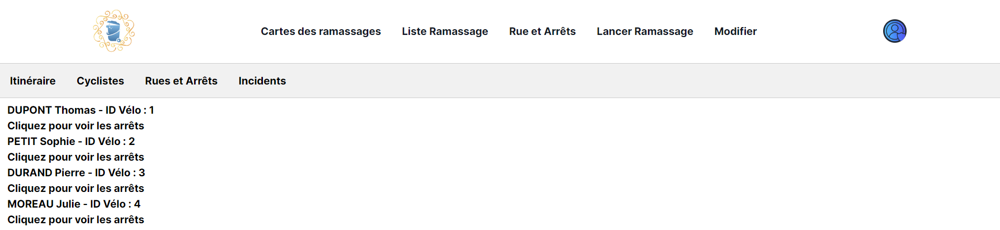 Cartes des ramassages Liste Ramassage Rue et Arrêts Lancer Ramassage Modifier
Itinéraire Cyclistes Rues et Arrêts Incidents
DUPONT Thomas - ID Vélo : 1
Cliquez pour voir les arrêts
PETIT Sophie - ID Vélo : 2
Cliquez pour voir les arrêts
DURAND Pierre - ID Vélo : 3
Cliquez pour voir les arrêts
MOREAU Julie - ID Vélo : 4
Cliquez pour voir les arrêts